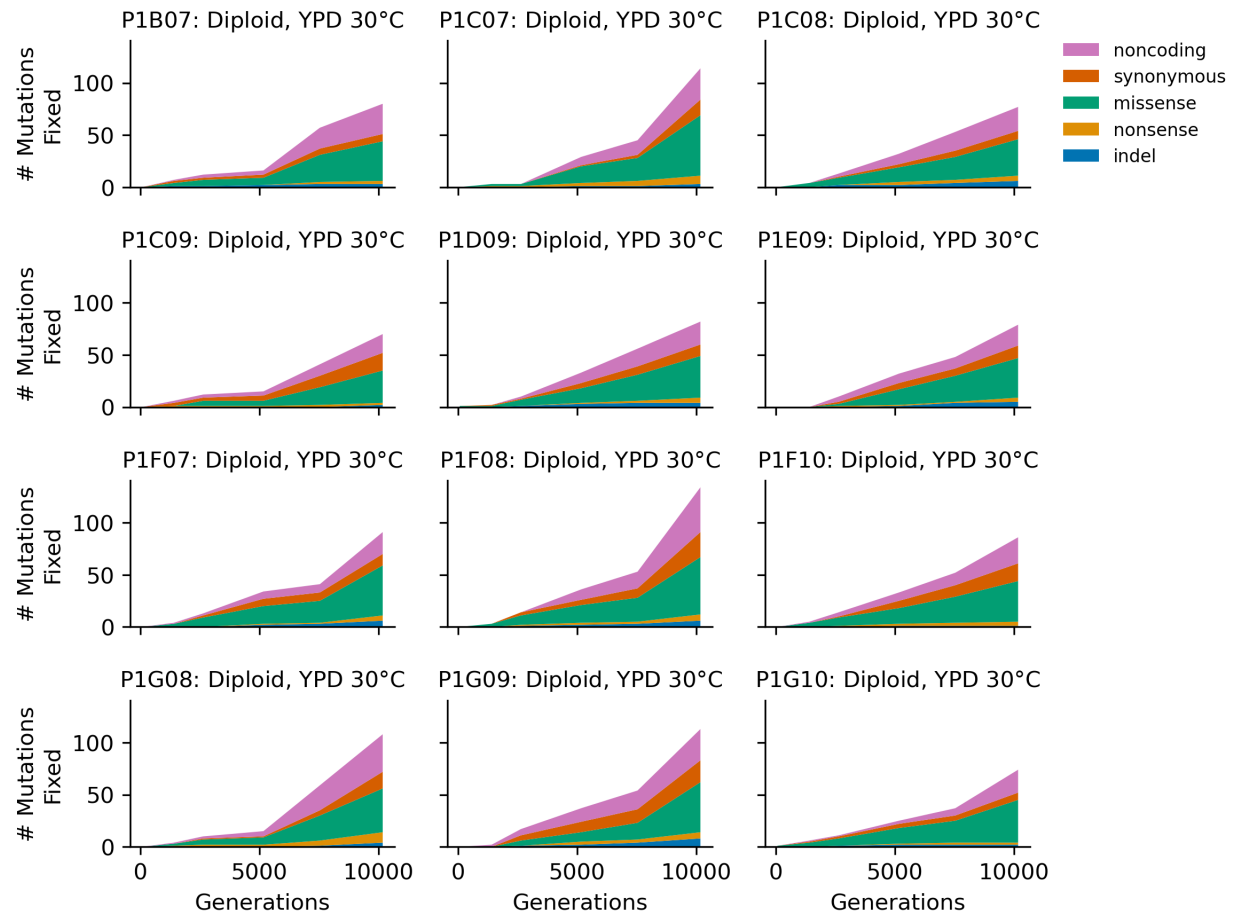 P1B07: Diploid, YPD 30°C P1C07: Diploid, YPD 30°C P1C08: Diploid, YPD 30°C
# Mutations
Fixed
100
50
0
noncoding
synonymous
missense
nonsense
indel
P1C09: Diploid, YPD 30°C P1D09: Diploid, YPD 30°C P1E09: Diploid, YPD 30°C
# Mutations
Fixed
100
50
0
P1F07: Diploid, YPD 30°C P1F08: Diploid, YPD 30°C P1F10: Diploid, YPD 30°C
# Mutations
Fixed
100
50
0
P1G08: Diploid, YPD 30°C P1G09: Diploid, YPD 30°C P1G10: Diploid, YPD 30°C
# Mutations
Fixed
100
50
0
0 5000 10000 0 5000 10000 0 5000 10000
Generations Generations Generations